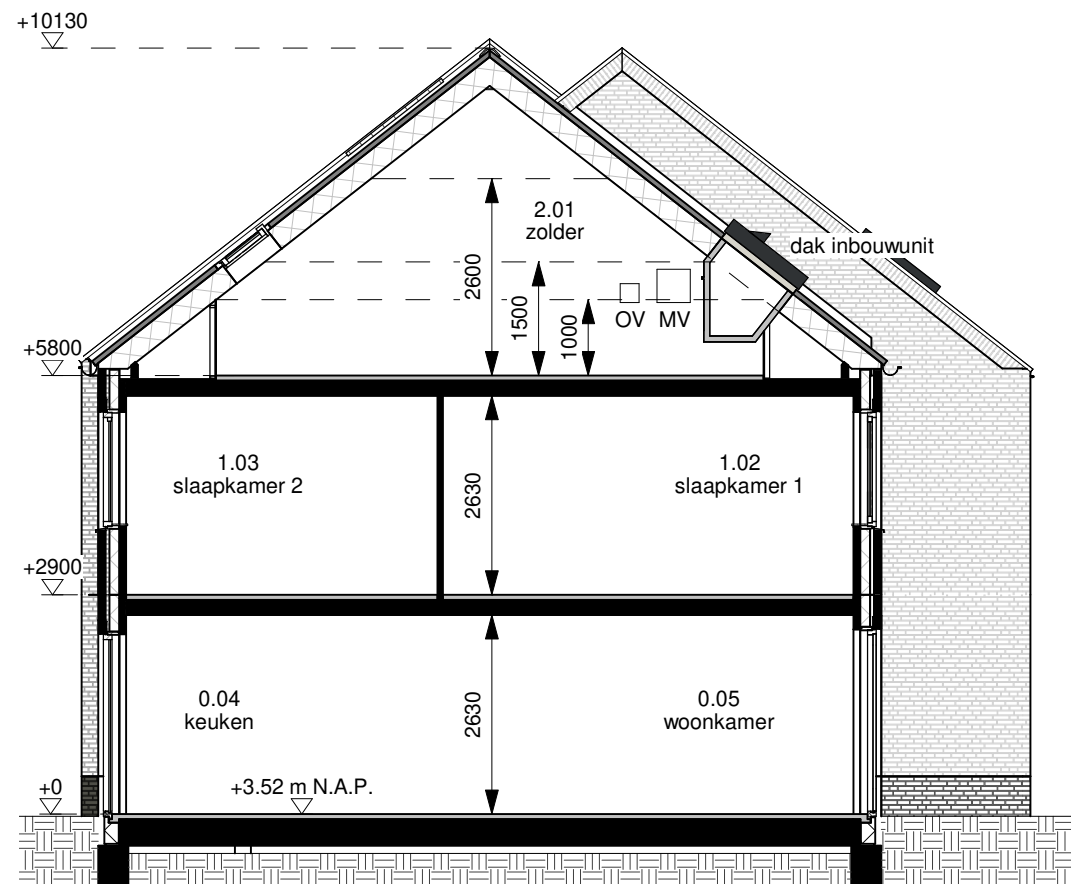 +10130
2.01
zolder
dak inbouwunit
2600
1500
1000
OV
MV
+5800
1.03
slaapkamer 2
1.02
slaapkamer 1
2630
+2900
0.04
keuken
0.05
woonkamer
2630
+0
+3.52 m N.A.P.